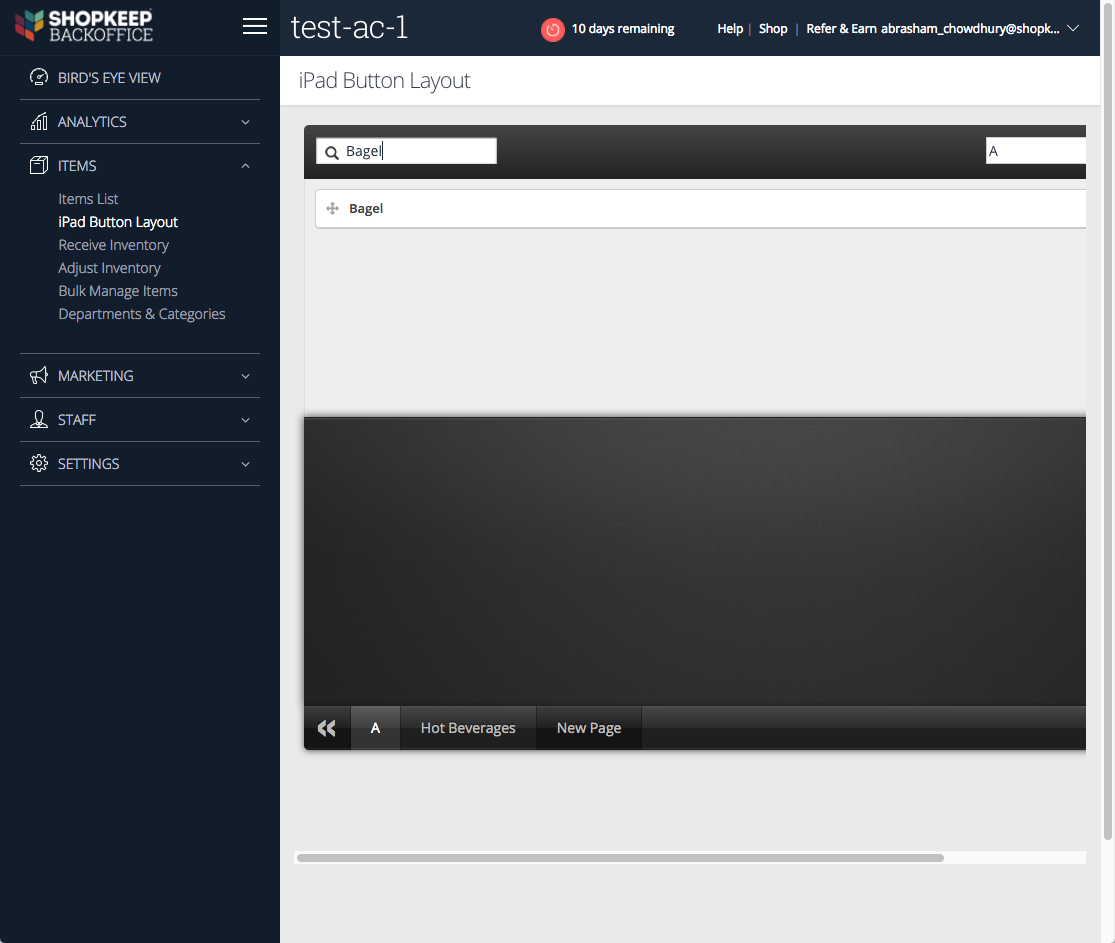 SHOPKEEP
BACKOFFICE
test-ac-1
10 days remaining
Help | Shop | Refer & Earn abrasham_chowdhury@shopk...
BIRD'S EYE VIEW
ANALYTICS
ITEMS
Items List
iPad Button Layout
Receive Inventory
Adjust Inventory
Bulk Manage Items
Departments & Categories
MARKETING
STAFF
SETTINGS
iPad Button Layout
Bagel
A
Bagel
A
Hot Beverages
New Page